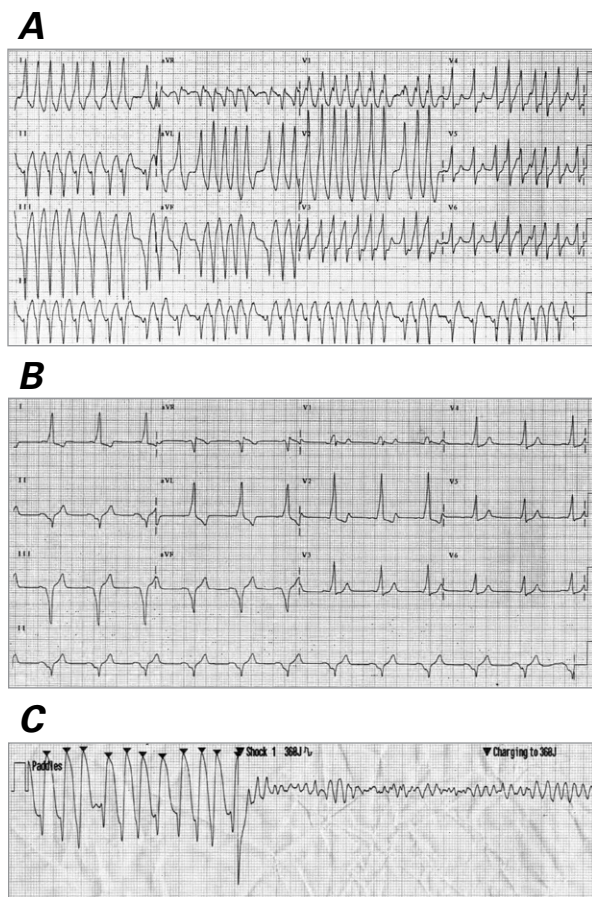 A
I aVR V1 V4
II aVL V2 V5
III aVF V3 V6
II
B
I aVR V1 V4
II aVL V2 V5
III aVF V3 V6
II
C
Paddles Shock 1 360J Charging to 360J